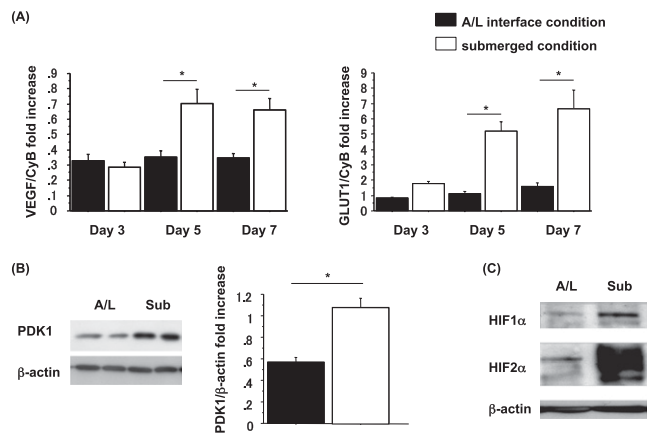 (A)
A/L interface condition
submerged condition
VEGF/CyB fold increase
.9
.8
.7
.6
.5
.4
.3
.2
.1
0
*
*
Day 3
Day 5
Day 7
GLUT1/CyB fold increase
9
8
7
6
5
4
3
2
1
0
*
*
Day 3
Day 5
Day 7
(B)
A/L
Sub
PDK1
β-actin
PDK1/β-actin fold increase
1.2
1
.8
.6
.4
.2
0
*
(C)
A/L
Sub
HIF1α
HIF2α
β-actin